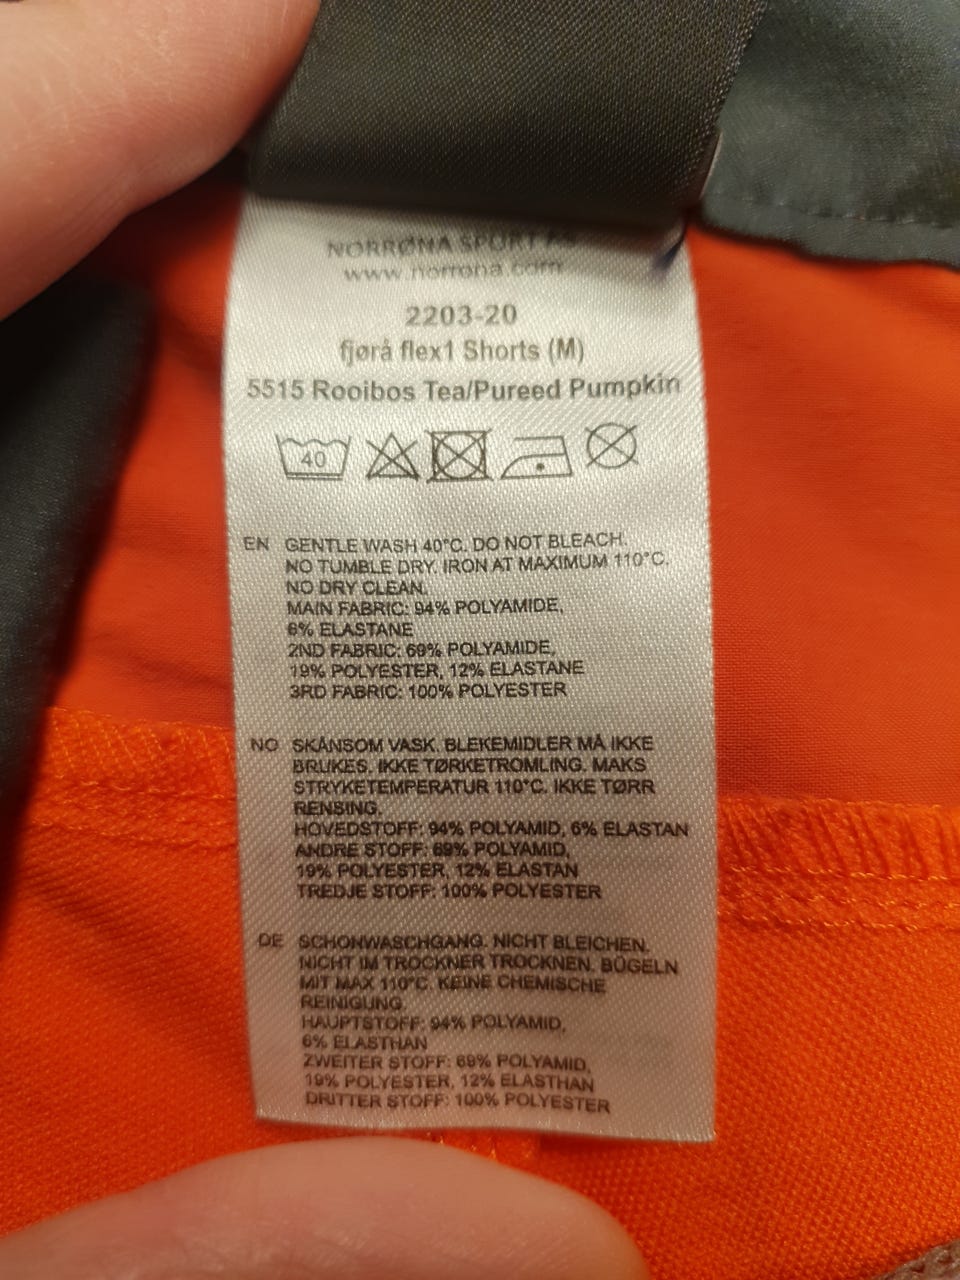 NORRØNA SPORT AS
www.norrona.com
2203-20
fjørå flex1 Shorts (M)
5515 Rooibos Tea/Pureed Pumpkin
40
EN GENTLE WASH 40°C. DO NOT BLEACH.
NO TUMBLE DRY. IRON AT MAXIMUM 110°C.
NO DRY CLEAN.
MAIN FABRIC: 94% POLYAMIDE,
6% ELASTANE
2ND FABRIC: 69% POLYAMIDE,
19% POLYESTER, 12% ELASTANE
3RD FABRIC: 100% POLYESTER
NO SKÅNSOM VASK. BLEKEMIDLER MÅ IKKE
BRUKES. IKKE TØRKETROMLING. MAKS
STRYKETEMPERATUR 110°C. IKKE TØRR
RENSING.
HOVEDSTOFF: 94% POLYAMID, 6% ELASTAN
ANDRE STOFF: 69% POLYAMID,
19% POLYESTER, 12% ELASTAN
TREDJE STOFF: 100% POLYESTER
DE SCHONWASCHGANG. NICHT BLEICHEN.
NICHT IM TROCKNER TROCKNEN. BÜGELN
MIT MAX 110°C. KEINE CHEMISCHE
REINIGUNG.
HAUPTSTOFF: 94% POLYAMID,
6% ELASTHAN
ZWEITER STOFF: 69% POLYAMID,
19% POLYESTER, 12% ELASTHAN
DRITTER STOFF: 100% POLYESTER